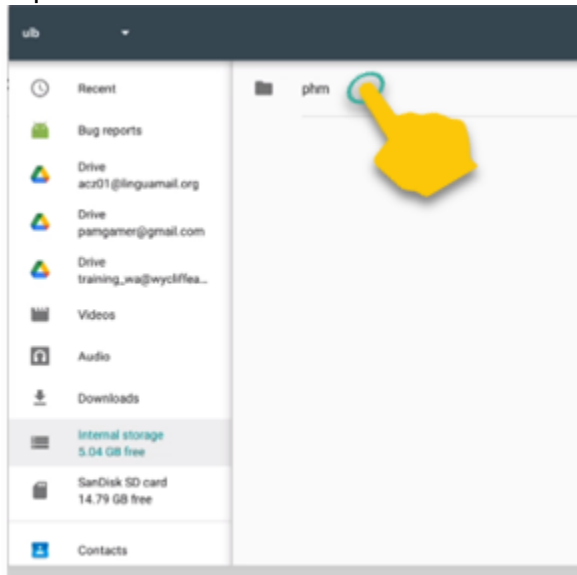 ulb
Recent
phm
Bug reports
Drive
acz01@linguamail.org
Drive
pamgamer@gmail.com
Drive
training_wa@wycliffea...
Videos
Audio
Downloads
Internal storage
5.04 GB free
SanDisk SD card
14.79 GB free
Contacts